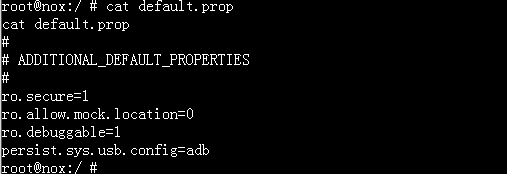 root@nox:/ # cat default.prop
cat default.prop
#
# ADDITIONAL_DEFAULT_PROPERTIES
#
ro.secure=1
ro.allow.mock.location=0
ro.debuggable=1
persist.sys.usb.config=adb
root@nox:/ #